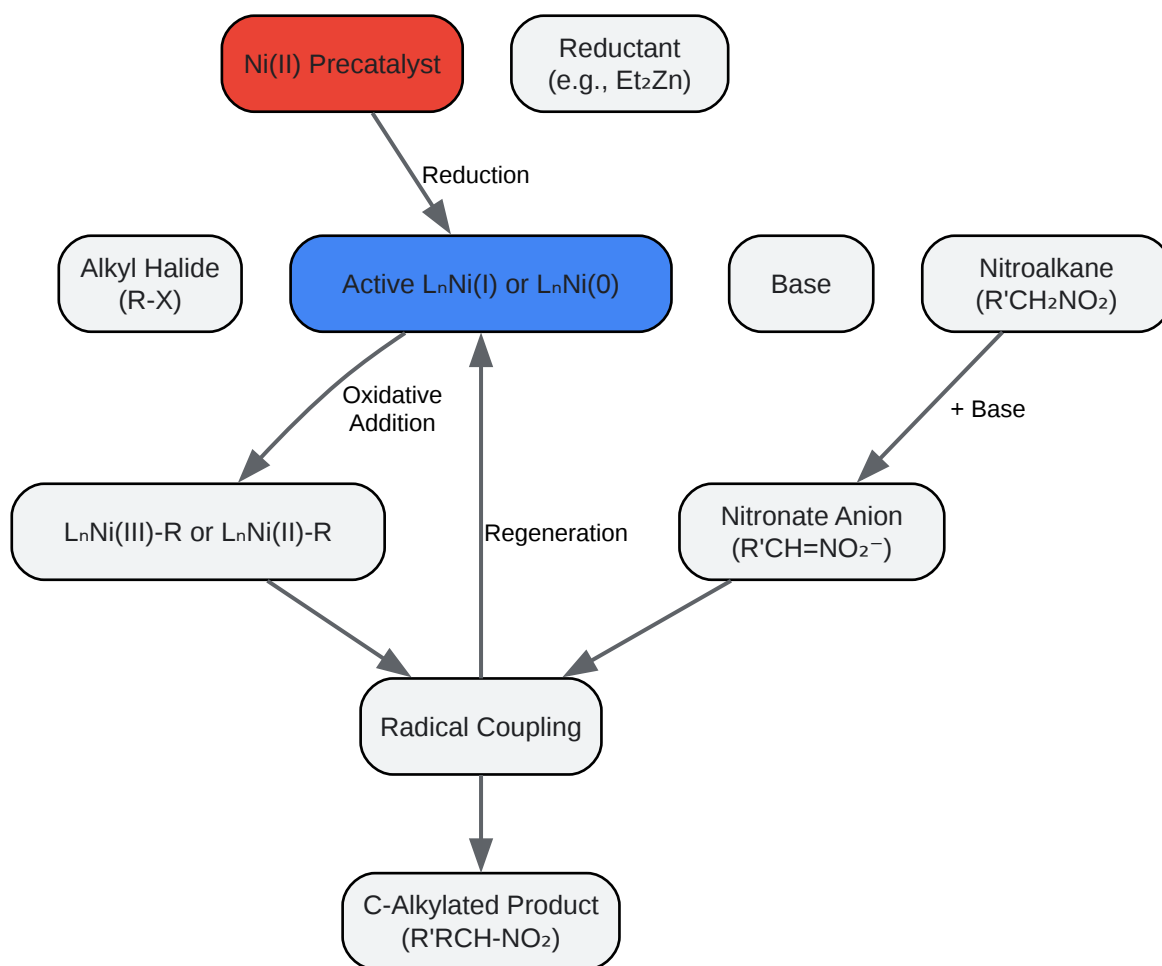 Ni(II) Precatalyst
Reductant
(e.g., Et₂Zn)
Reduction
Alkyl Halide
(R-X)
Active LₙNi(I) or LₙNi(0)
Base
Nitroalkane
(R'CH₂NO₂)
Oxidative
Addition
+ Base
LₙNi(III)-R or LₙNi(II)-R
Regeneration
Nitronate Anion
(R'CH=NO₂⁻)
Radical Coupling
C-Alkylated Product
(R'RCH-NO₂)